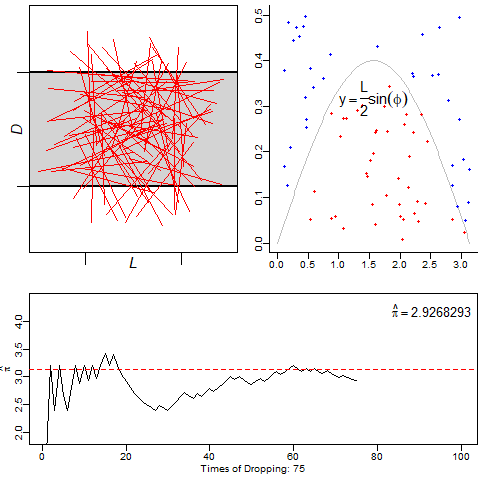 D
L
0.5
0.4
0.3
0.2
0.1
0.0
y = L/2 sin(ϕ)
0.0 0.5 1.0 1.5 2.0 2.5 3.0
π̂ = 2.9268293
4.0
3.5
3.0
2.5
2.0
π̂
0 20 40 60 80 100
Times of Dropping: 75